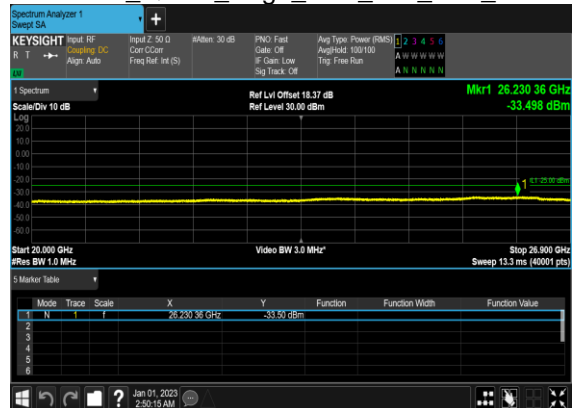 Spectrum Analyzer 1
Swept SA
+
KEYSIGHT Input: RF Input Z: 50 Ω #Atten: 30 dB PNO: Fast Avg Type: Power (RMS) 1 2 3 4 5 6
R T Coupling: DC Corr CCorr Gate: Off Avg|Hold: 100/100 A W W W W W
Align: Auto Freq Ref: Int (S) IF Gain: Low Trig: Free Run A N N N N N
Sig Track: Off
1 Spectrum Ref Lvl Offset 18.37 dB Mkr1 26.230 36 GHz
Scale/Div 10 dB Ref Level 30.00 dBm -33.498 dBm
Log
20.0
10.0
0.00
-10.0
-20.0 1 DL1 -25.00 dBm
-30.0
-40.0
-50.0
-60.0
Start 20.000 GHz Video BW 3.0 MHz* Stop 26.900 GHz
#Res BW 1.0 MHz Sweep 13.3 ms (40001 pts)
5 Marker Table
Mode Trace Scale X Y Function Function Width Function Value
1 N 1 f 26.230 36 GHz -33.50 dBm
2
3
4
5
6
? Jan 01, 2023
2:50:15 AM